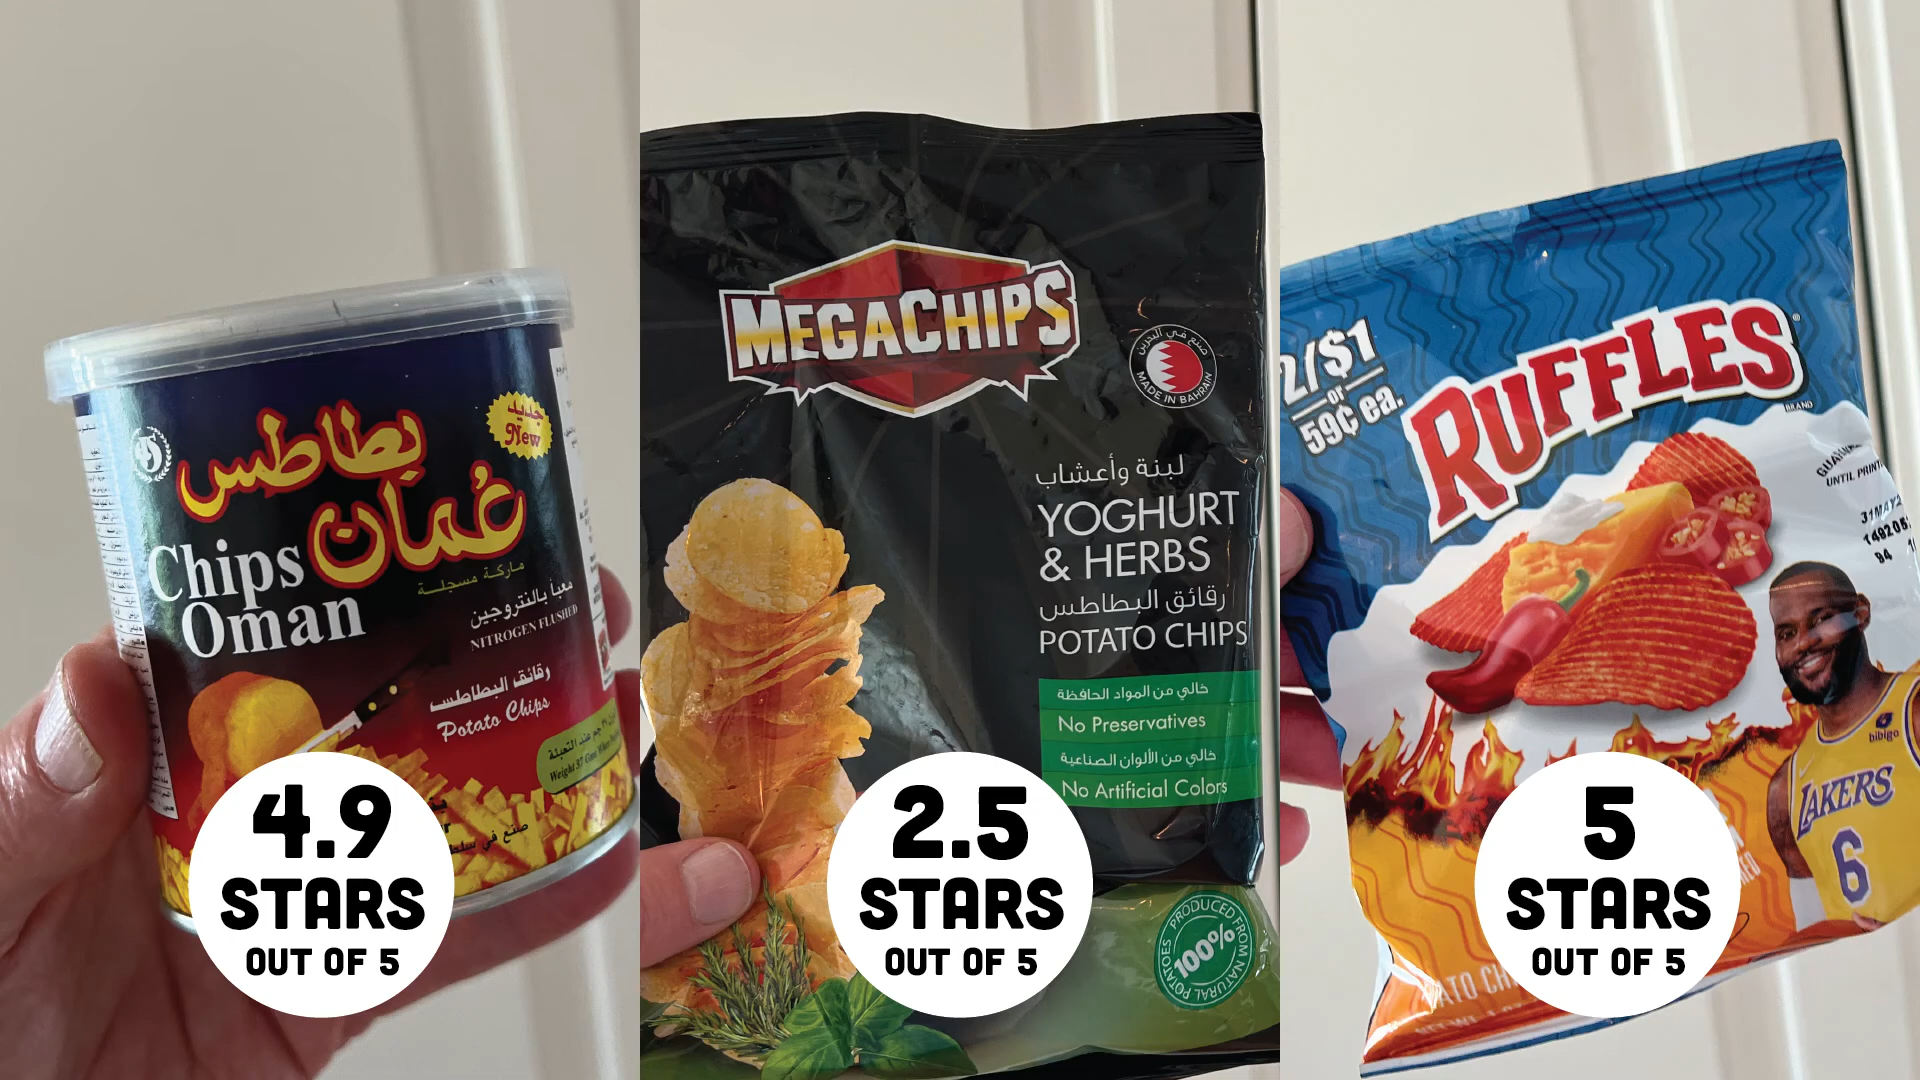 جديد
New
بطاطس
عُمان
Chips
Oman
ماركة مسجلة
معبأ بالنتروجين
NITROGEN FLUSHED
رقائق البطاطس
Potato Chips
4.9
STARS
OUT OF 5
MEGACHIPS
صنع في البحرين
MADE IN BAHRAIN
لبنة وأعشاب
YOGHURT
& HERBS
رقائق البطاطس
POTATO CHIPS
خالي من المواد الحافظة
No Preservatives
خالي من الألوان الصناعية
No Artificial Colors
PRODUCED FROM NATURAL POTATOES
100%
2.5
STARS
OUT OF 5
2/$1
or
59¢ ea.
RUFFLES
BRAND
UNTIL
bibigo
LAKERS
6
5
STARS
OUT OF 5